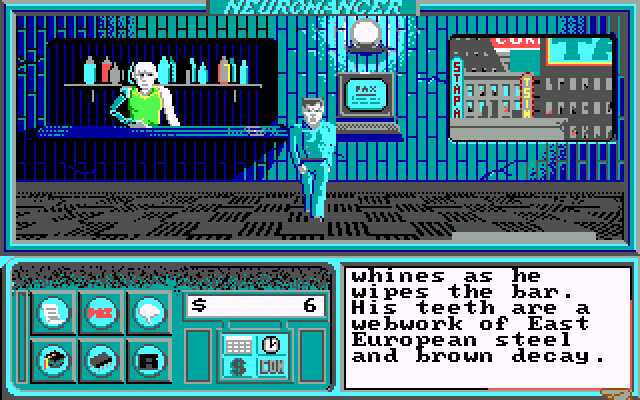 NEUROMANCER
PAX
PAX
$ 6
$
whines as he
wipes the bar.
His teeth are a
webwork of East
European steel
and brown decay.